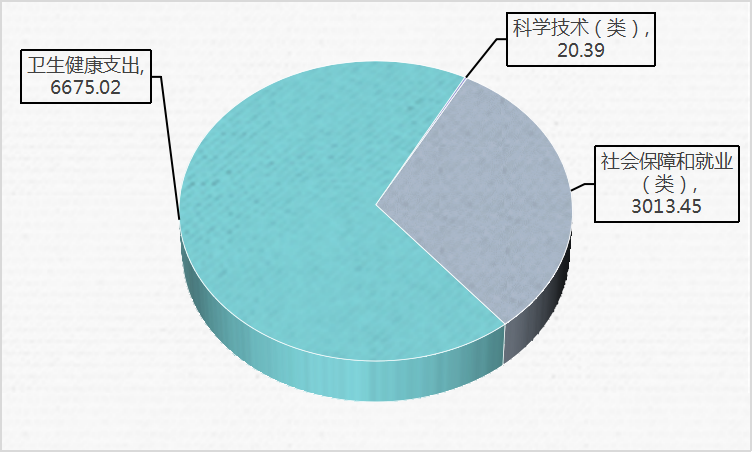 科学技术（类）,
20.39
卫生健康支出,
6675.02
社会保障和就业
（类）,
3013.45